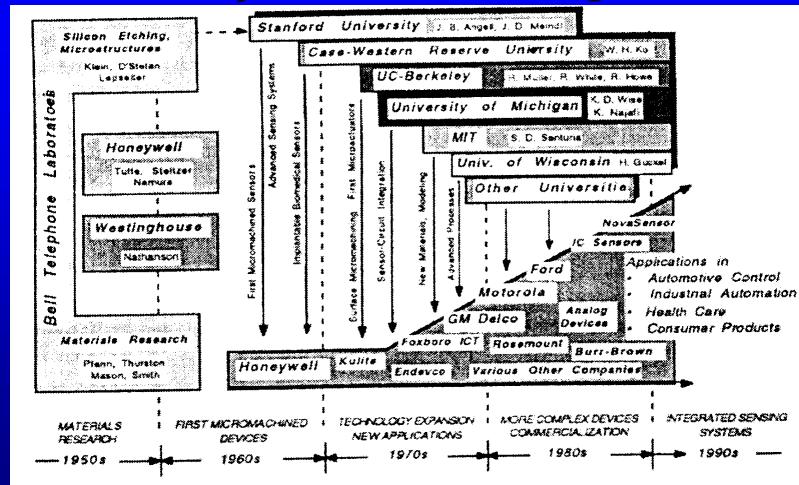 Silicon Etching,
Microstructures
Klein, D'Stefan
Lepselter
Bell Telephone Laboratoes
Honeywell
Tufte, Steltzer
Namura
Westinghouse
Nathanson
Materials Research
Pfann, Thurston
Mason, Smith
Stanford University
J. B. Angell, J. D. Meindl
Case-Western Reserve University
W. H. Ko
UC-Berkeley
R. Muller, R. White, R. Howe
University of Michigan
K. D. Wise
K. Najafi
MIT
S. D. Senturia
Univ. of Wisconsin
H. Guckel
Other Universitie
First Micromachined Sensors
Advanced Sensing Systems
Implantable Biomedical Sensors
Surface Micromachining, First Microactuators
Sensor-Circuit Integration
New Materials, Modeling
Advanced Processes
NovaSensor
IC Sensors
Ford
Motorola
GM Delco
Analog
Devices
Foxboro ICT
Rosemount
Burr-Brown
Honeywell
Kulite
Endevco
Various Other Companies
Applications in
• Automotive Control
• Industrial Automation
• Health Care
• Consumer Products
MATERIALS
RESEARCH
FIRST MICROMACHINED
DEVICES
TECHNOLOGY EXPANSION
NEW APPLICATIONS
MORE COMPLEX DEVICES
COMMERCIALIZATION
INTEGRATED SENSING
SYSTEMS
1950s
1960s
1970s
1980s
1990s